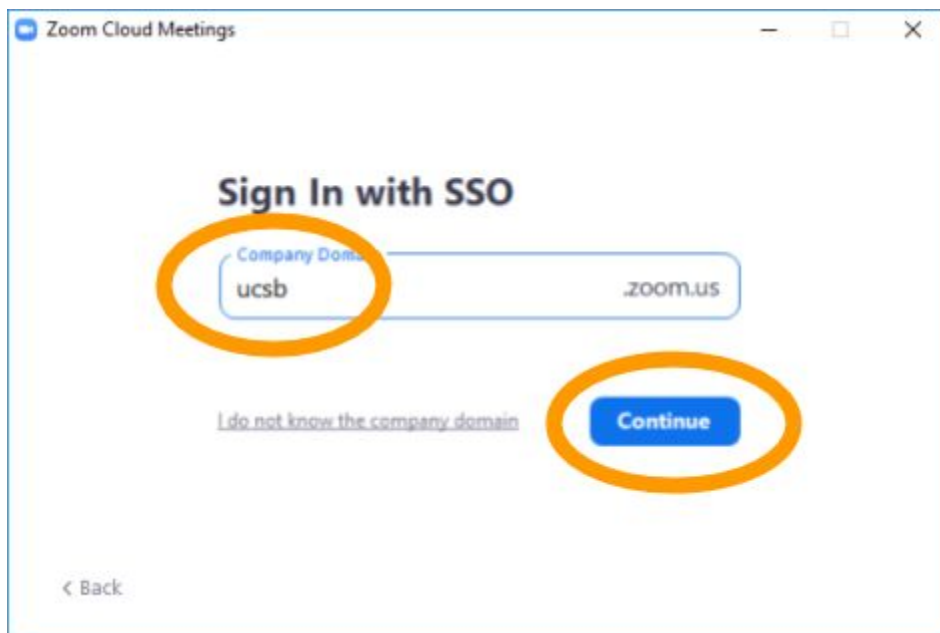 Zoom Cloud Meetings
Sign In with SSO
Company Domain
ucsb .zoom.us
I do not know the company domain
Continue
< Back